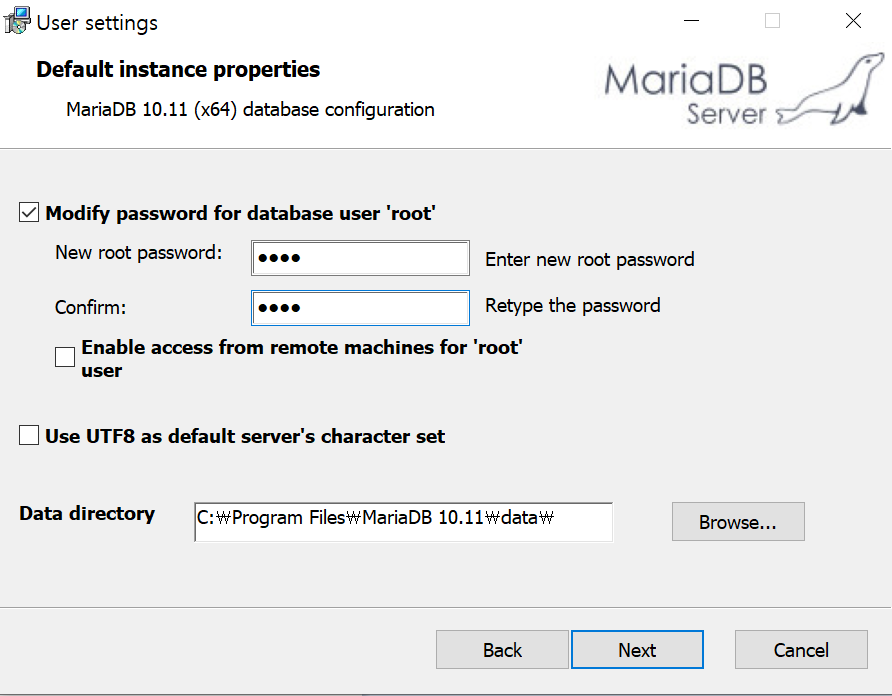 User settings
Default instance properties
MariaDB 10.11 (x64) database configuration
MariaDB
Server
Modify password for database user 'root'
New root password:
●●●●
Enter new root password
Confirm:
●●●●
Retype the password
Enable access from remote machines for 'root'
user
Use UTF8 as default server's character set
Data directory
C:₩Program Files₩MariaDB 10.11₩data₩
Browse...
Back
Next
Cancel